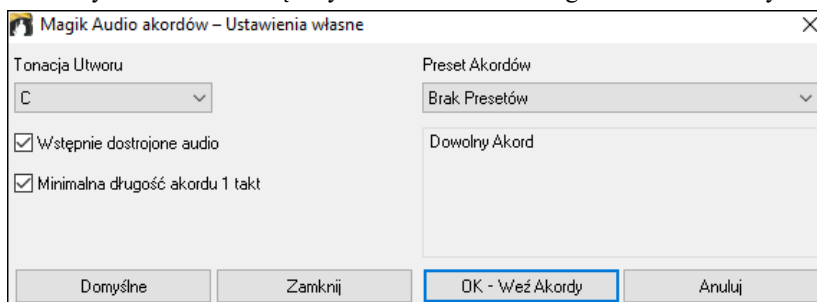 Magik Audio akordów – Ustawienia własne
Tonacja Utworu
Preset Akordów
C
Brak Presetów
Wstępnie dostrojone audio
Dowolny Akord
Minimalna długość akordu 1 takt
Domyślne
Zamknij
OK - Weź Akordy
Anuluj